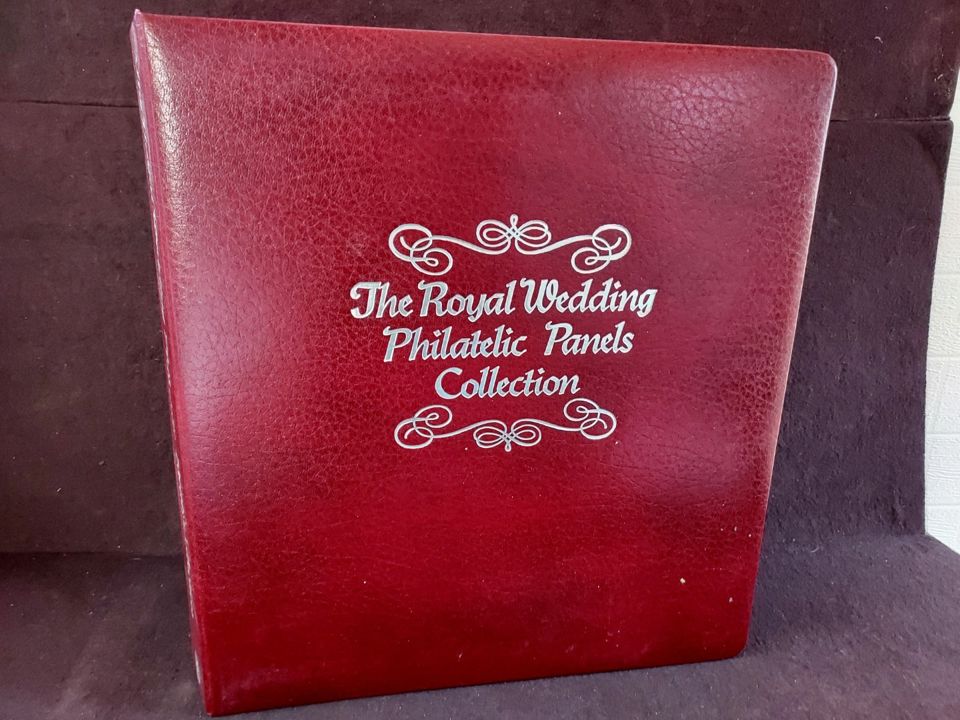 The Royal Wedding
Philatelic Panels
Collection